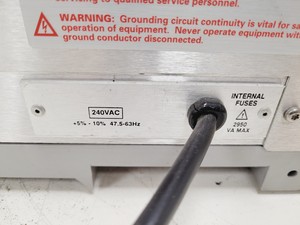 servicing to qualified service personnel.
WARNING: Grounding circuit continuity is vital for sa
operation of equipment. Never operate equipment with
ground conductor disconnected.
240VAC
+5% - 10% 47.5-63Hz
INTERNAL
FUSES
2950
VA MAX